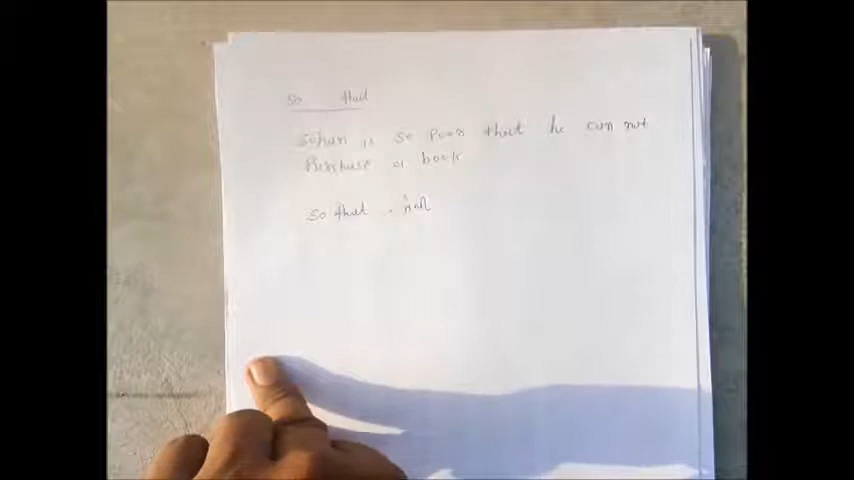 so that
Sohan is so poor that he can not
Purchase a book
so that .